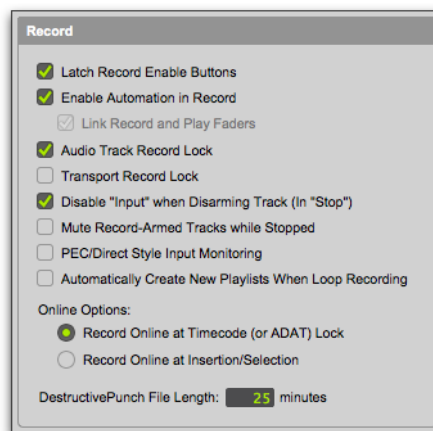 Record
Latch Record Enable Buttons
Enable Automation in Record
Link Record and Play Faders
Audio Track Record Lock
Transport Record Lock
Disable "Input" when Disarming Track (In "Stop")
Mute Record-Armed Tracks while Stopped
PEC/Direct Style Input Monitoring
Automatically Create New Playlists When Loop Recording
Online Options:
Record Online at Timecode (or ADAT) Lock
Record Online at Insertion/Selection
DestructivePunch File Length: 25 minutes